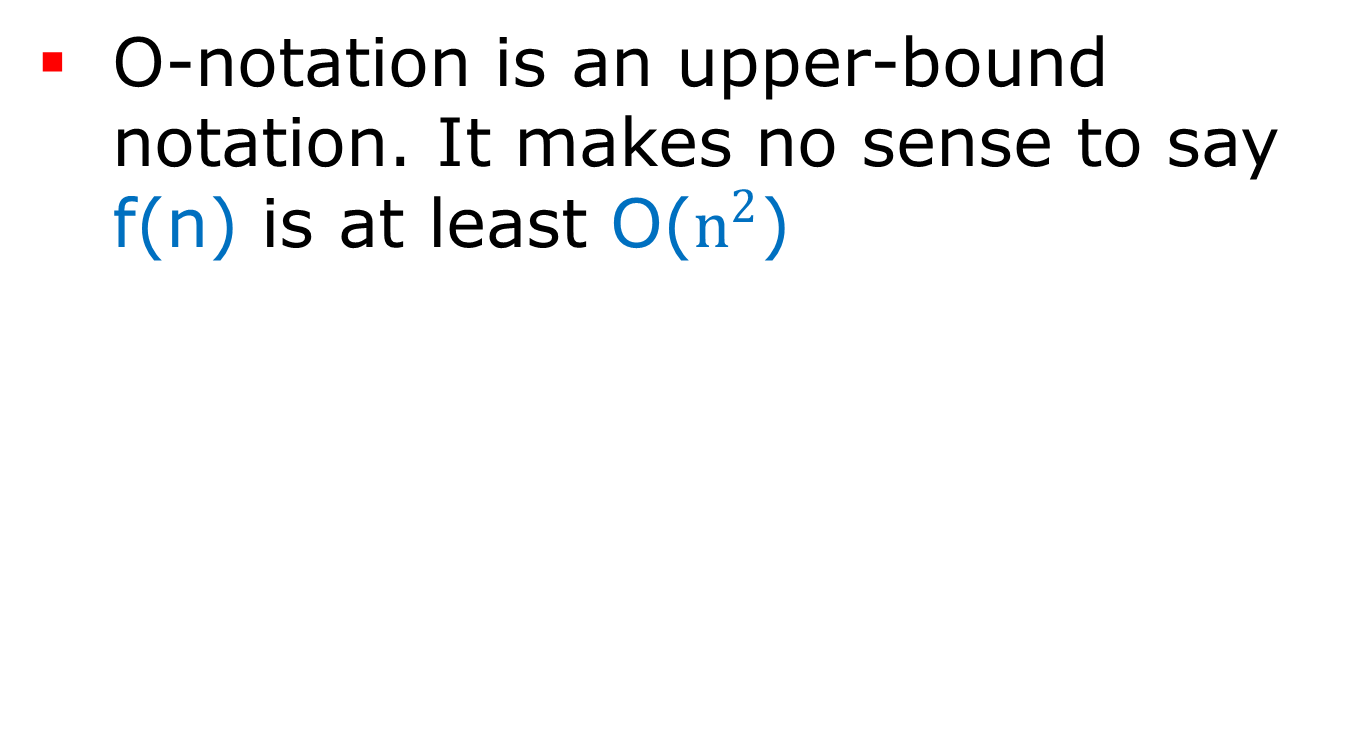 ▪ O-notation is an upper-bound
notation. It makes no sense to say
f(n) is at least O(n²)